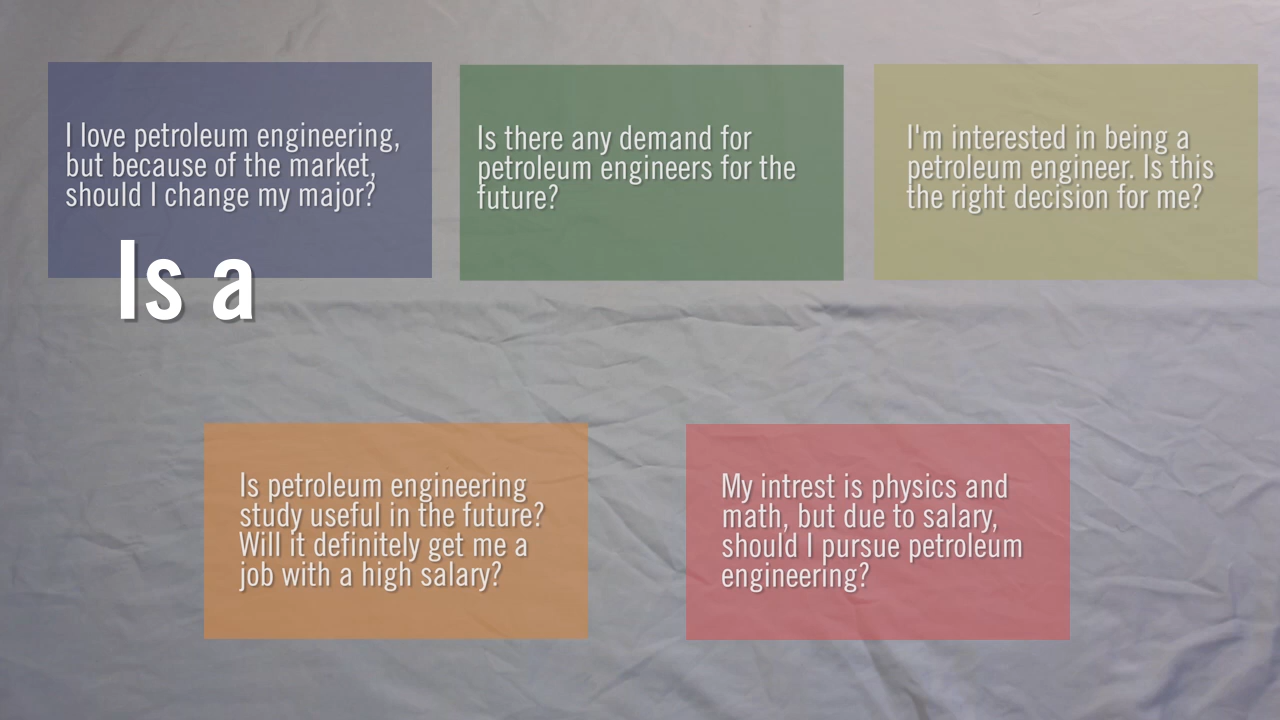 I love petroleum engineering,
but because of the market,
should I change my major?
Is there any demand for
petroleum engineers for the
future?
I'm interested in being a
petroleum engineer. Is this
the right decision for me?
Is a
Is petroleum engineering
study useful in the future?
Will it definitely get me a
job with a high salary?
My intrest is physics and
math, but due to salary,
should I pursue petroleum
engineering?